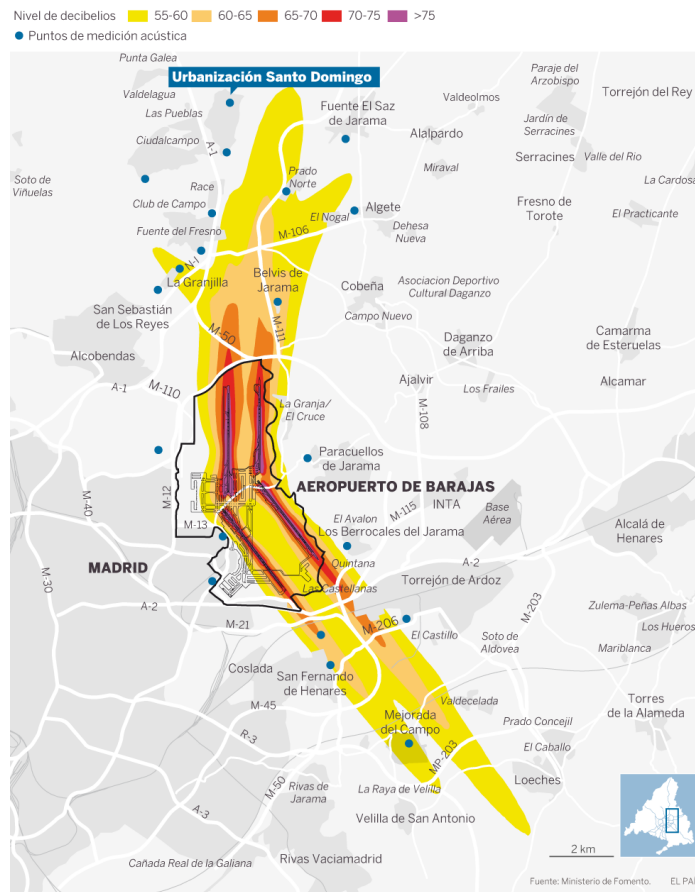 Nivel de decibelios 55-60 60-65 65-70 70-75 >75
Puntos de medición acústica
Punta Galea
Urbanización Santo Domingo
Paraje del
Arzobispo
Valdelagua
Valdeolmos
Torrejón del Rey
Fuente El Saz
de Jarama
Las Pueblas
Jardín de
Serracines
Ciudalcampo
A-1
Alalpardo
Serracines
Valle del Rio
Miraval
Soto de
Viñuelas
Prado
Norte
Race
La Cardosa
Club de Campo
Algete
Fresno de
Torote
El Nogal
El Practicante
Fuente del Fresno
M-106
Dehesa
Nueva
N-I
La Granjilla
Belvis de
Jarama
Cobeña
Asociacion Deportivo
Cultural Daganzo
San Sebastián
de Los Reyes
Campo Nuevo
M-50
M-111
Daganzo
de Arriba
Camarma
de Esteruelas
Alcobendas
A-1
M-110
Ajalvir
Los Frailes
Alcamar
La Granja/
El Cruce
M-108
Paracuellos
de Jarama
M-12
AEROPUERTO DE BARAJAS
M-40
M-13
El Avalon
M-115
INTA
Base
Aérea
Los Berrocales del Jarama
Alcalá de
Henares
MADRID
M-30
Quintana
A-2
Torrejón de Ardoz
Las Castellanas
A-2
M-203
Zulema-Peñas Albas
M-21
M-206
El Castillo
Los Hueros
Soto de
Aldovea
Mariblanca
Coslada
San Fernando
de Henares
M-45
Valdecelada
Torres
de la Alameda
Mejorada
del Campo
Prado Concejil
R-3
El Caballo
MP-203
Loeches
M-50
Rivas de
Jarama
La Raya de Velilla
A-3
Velilla de San Antonio
2 km
Cañada Real de la Galiana
Rivas Vaciamadrid
Fuente: Ministerio de Fomento. EL PAÍ